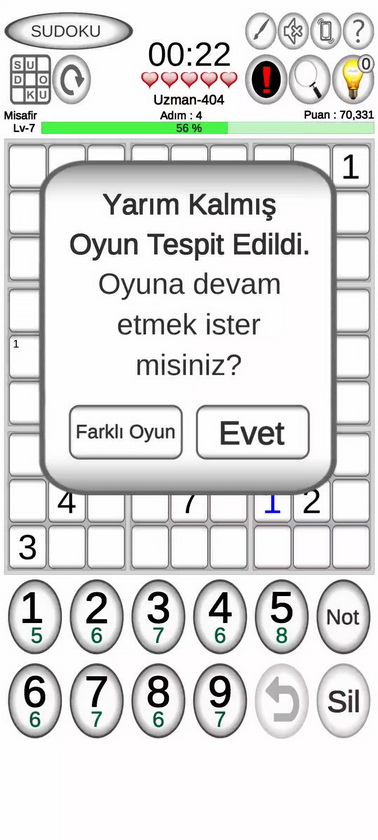 SUDOKU
?
SU
D O
KU
00:22
Uzman-404
0
Misafir
Adım : 4
Puan : 70,331
Lv-7
56 %
1
Yarım Kalmış
Oyun Tespit Edildi.
Oyuna devam
etmek ister
misiniz?
1
Farklı Oyun
Evet
4 7 1 2
3
1 2 3 4 5 Not
5 6 7 6 8
6 7 8 9 Sil
6 7 6 7